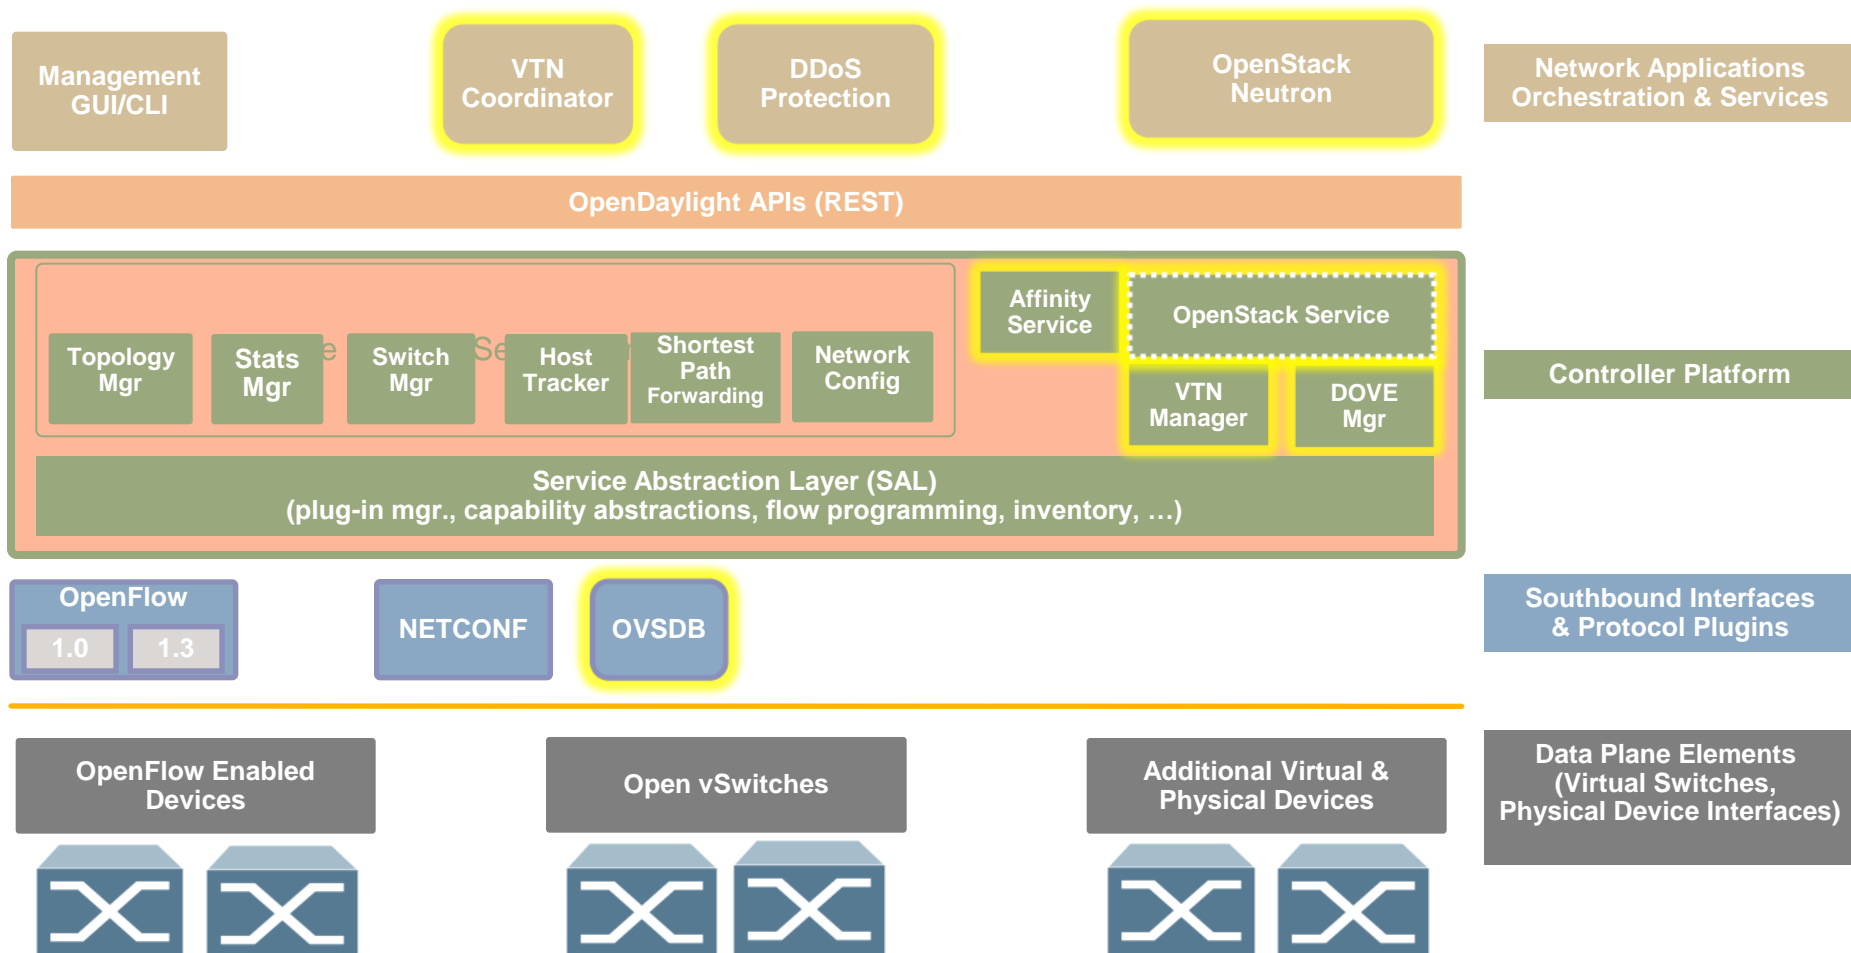 Management
GUI/CLI
VTN
Coordinator
DDoS
Protection
OpenStack
Neutron
Network Applications
Orchestration & Services
OpenDaylight APIs (REST)
Affinity
Service
OpenStack Service
Topology
Mgr
Stats
Mgr
Switch
Mgr
Host
Tracker
Shortest
Path
Forwarding
Network
Config
VTN
Manager
DOVE
Mgr
Controller Platform
Service Abstraction Layer (SAL)
(plug-in mgr., capability abstractions, flow programming, inventory, …)
OpenFlow
1.0
1.3
NETCONF
OVSDB
Southbound Interfaces
& Protocol Plugins
OpenFlow Enabled
Devices
Open vSwitches
Additional Virtual &
Physical Devices
Data Plane Elements
(Virtual Switches,
Physical Device Interfaces)